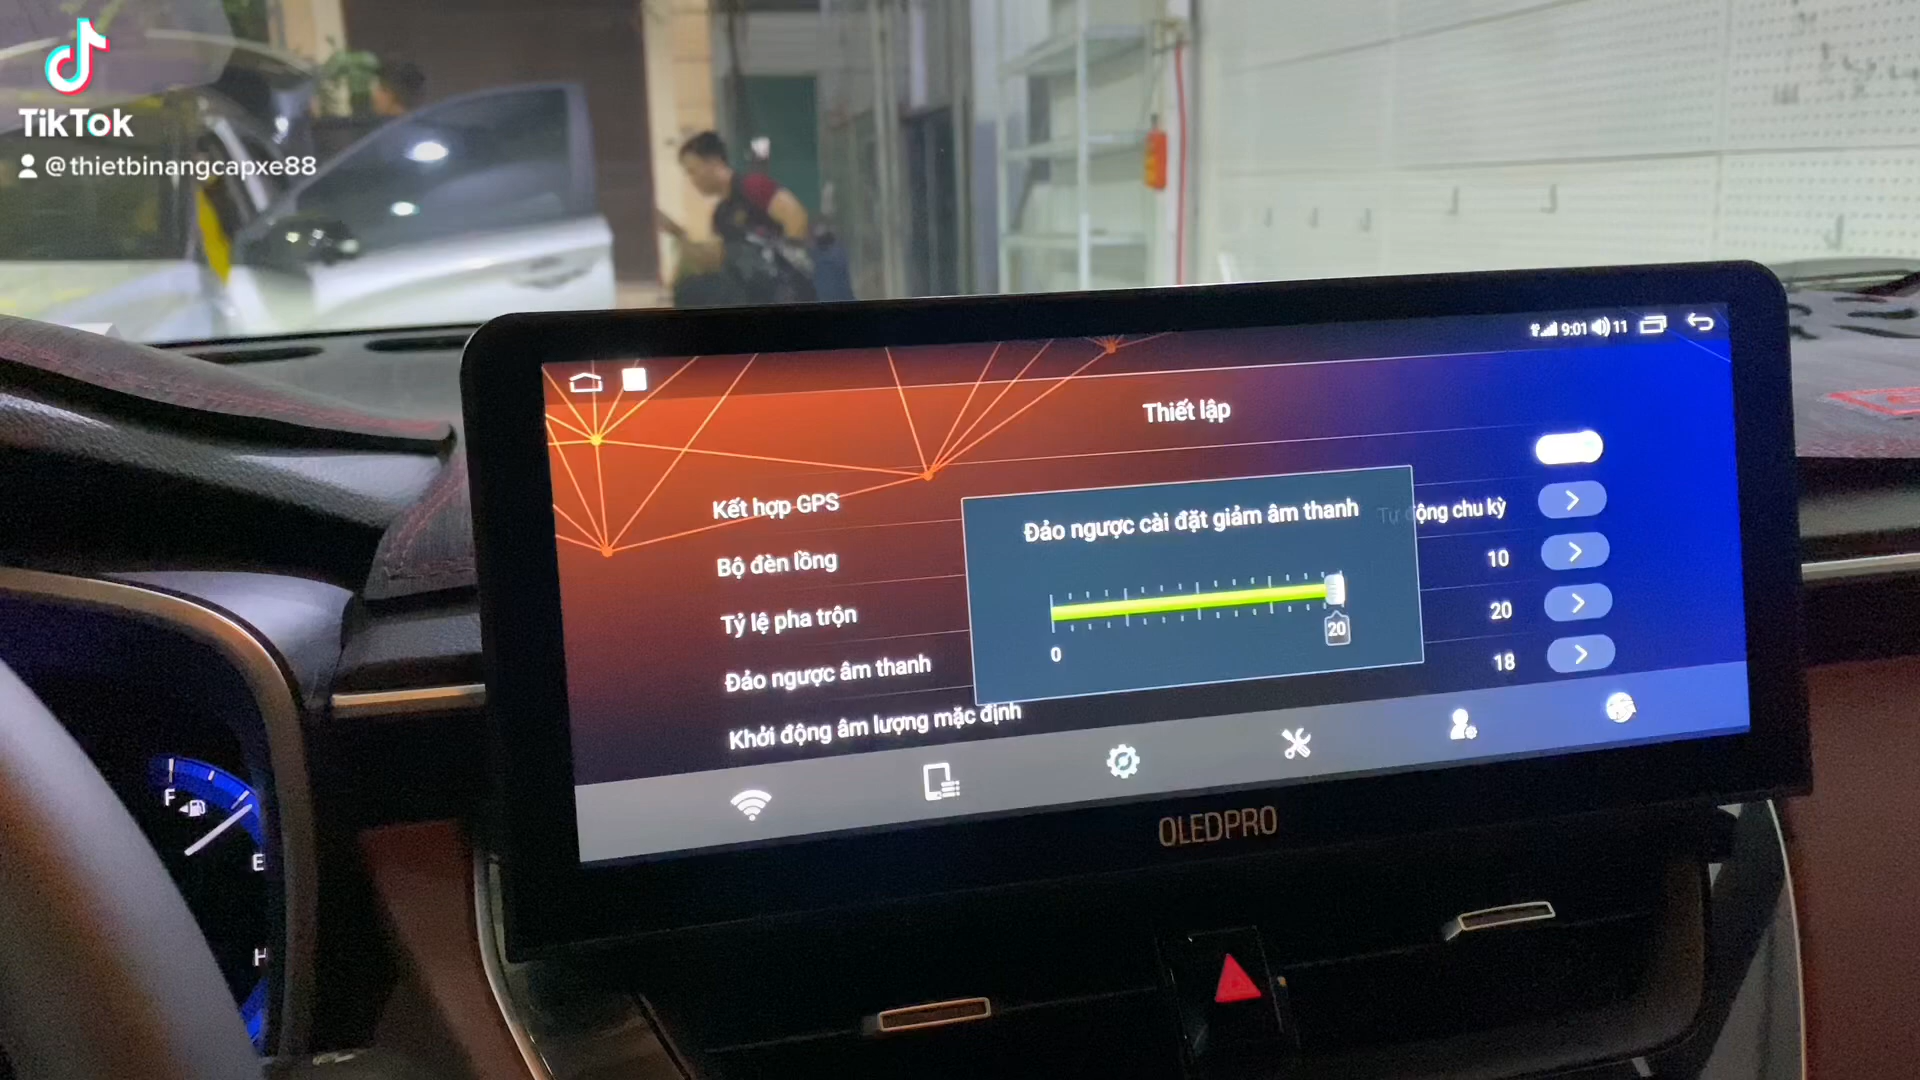 TikTok
@thietbinangcapxe88
9:01
11
Thiết lập
Kết hợp GPS
Bộ đèn lồng
động chu kỳ
Tỷ lệ pha trộn
10
Đảo ngược âm thanh
20
Khởi động âm lượng mặc định
18
Đảo ngược cài đặt giảm âm thanh
0
20
OLEDPRO
F
E
H